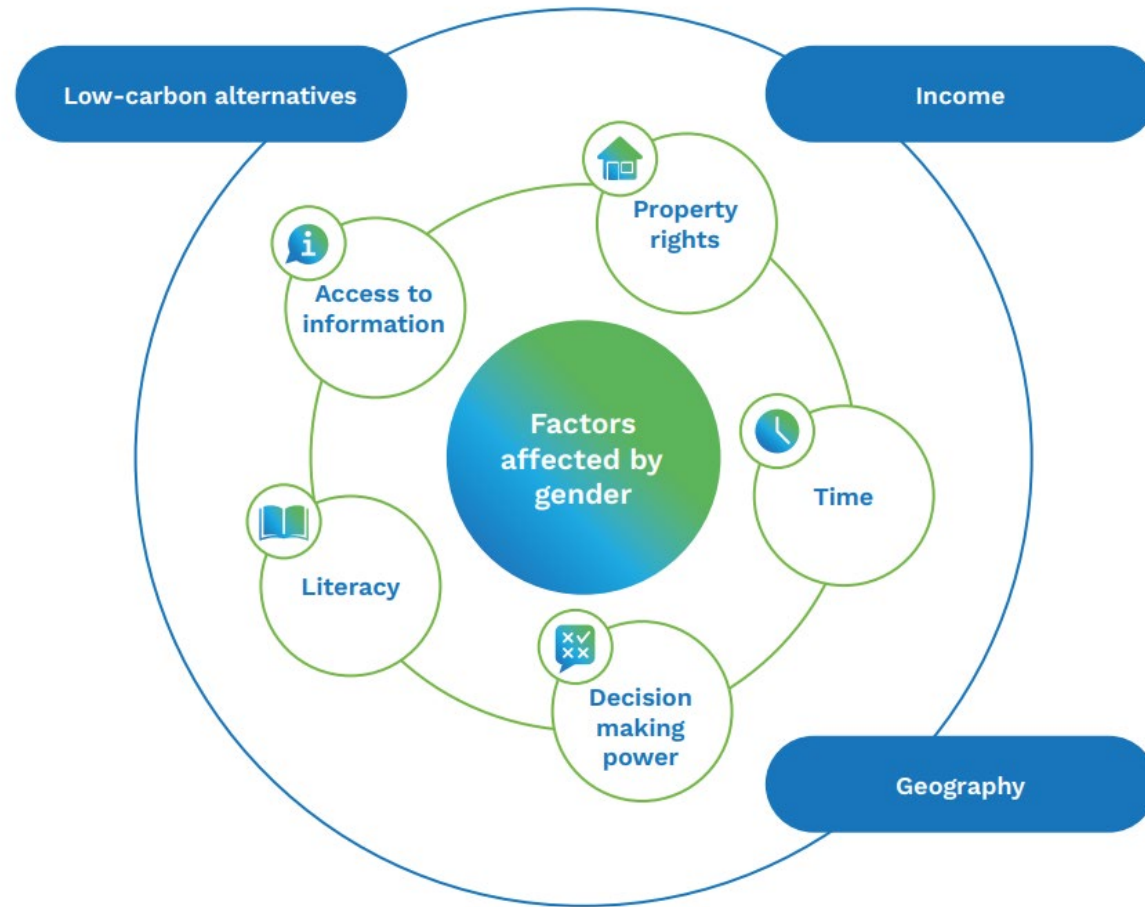 Low-carbon alternatives
Income
Property
rights
Access to
information
Factors
affected by
gender
Time
Literacy
Decision
making
power
Geography